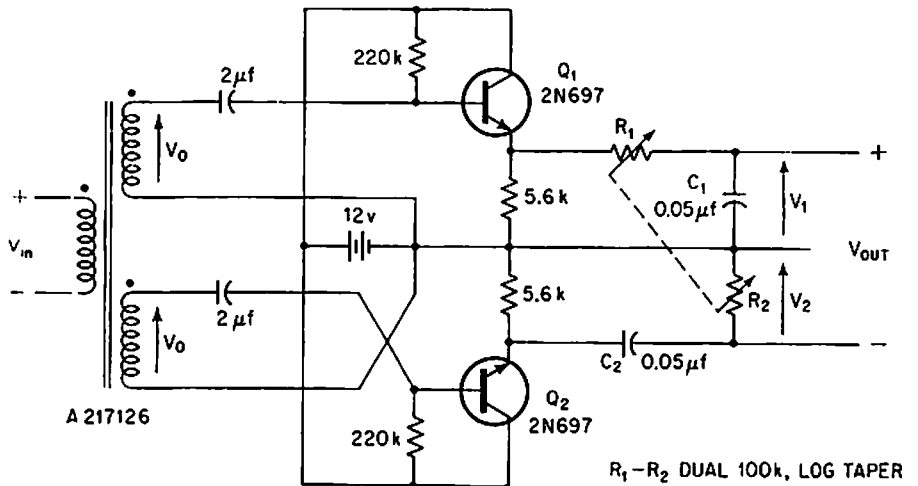 220k
Q1
2N697
2μf
R1
V0
5.6k
C1
0.05μf
V1
+
12v
Vin
VOUT
-
5.6k
R2
V2
2μf
V0
C2
0.05μf
Q2
2N697
220k
A 217126
+
-
R1-R2 DUAL 100k, LOG TAPER